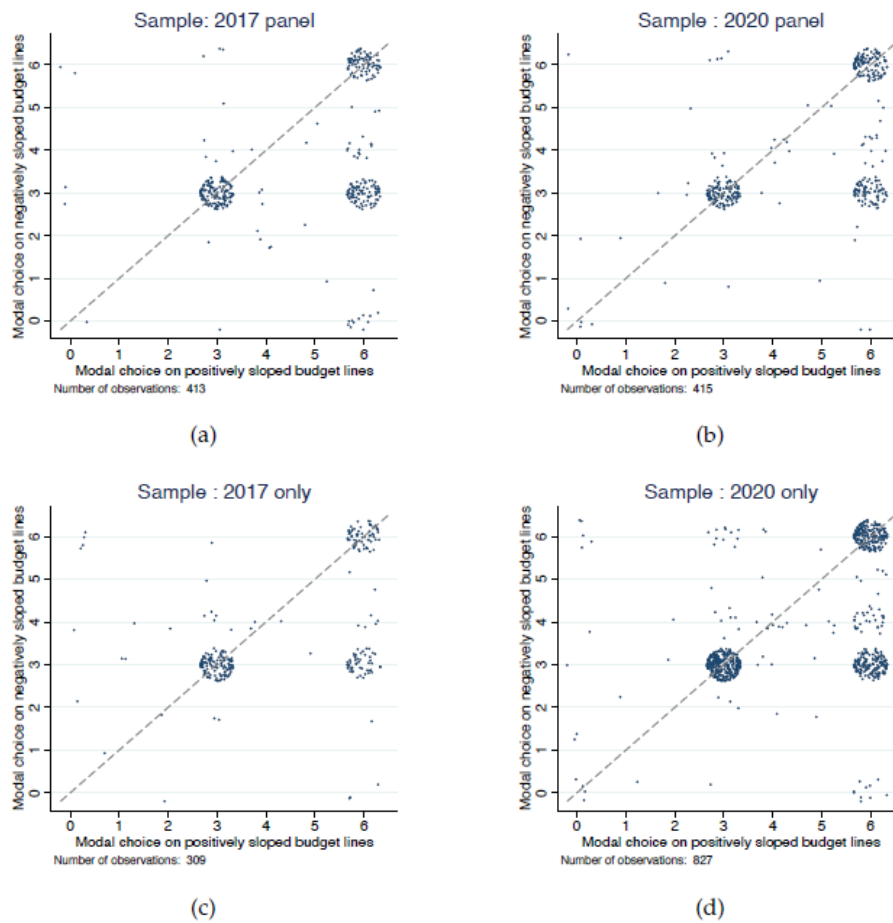 Sample: 2017 panel
Modal choice on negatively sloped budget lines
6
5
4
3
2
1
0
0 1 2 3 4 5 6
Modal choice on positively sloped budget lines
Number of observations: 413
(a)
Sample : 2020 panel
Modal choice on negatively sloped budget lines
6
5
4
3
2
1
0
0 1 2 3 4 5 6
Modal choice on positively sloped budget lines
Number of observations: 415
(b)
Sample : 2017 only
Modal choice on negatively sloped budget lines
6
5
4
3
2
1
0
0 1 2 3 4 5 6
Modal choice on positively sloped budget lines
Number of observations: 309
(c)
Sample : 2020 only
Modal choice on negatively sloped budget lines
6
5
4
3
2
1
0
0 1 2 3 4 5 6
Modal choice on positively sloped budget lines
Number of observations: 827
(d)